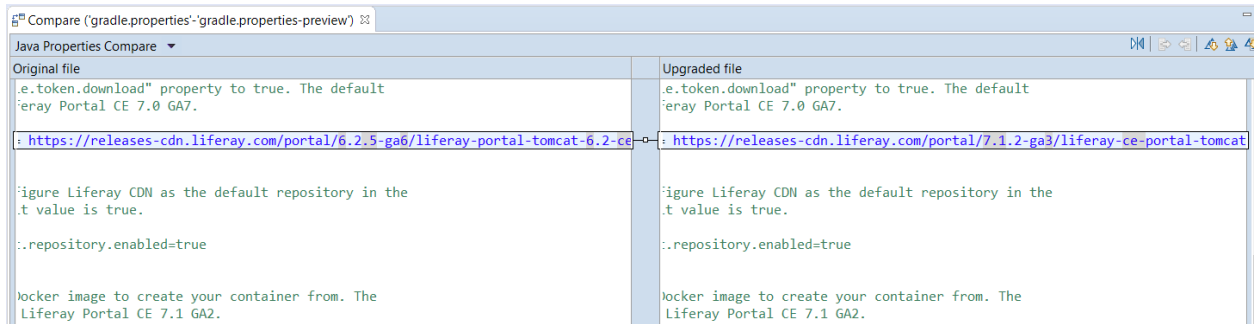 Compare ('gradle.properties'-'gradle.properties-preview')
Java Properties Compare
Original file
Upgraded file
.e.token.download" property to true. The default
eray Portal CE 7.0 GA7.
= https://releases-cdn.liferay.com/portal/6.2.5-ga6/liferay-portal-tomcat-6.2-ce
igure Liferay CDN as the default repository in the
.t value is true.
.repository.enabled=true
Docker image to create your container from. The
Liferay Portal CE 7.1 GA2.
.e.token.download" property to true. The default
eray Portal CE 7.0 GA7.
= https://releases-cdn.liferay.com/portal/7.1.2-ga3/liferay-ce-portal-tomcat
igure Liferay CDN as the default repository in the
.t value is true.
.repository.enabled=true
Docker image to create your container from. The
Liferay Portal CE 7.1 GA2.